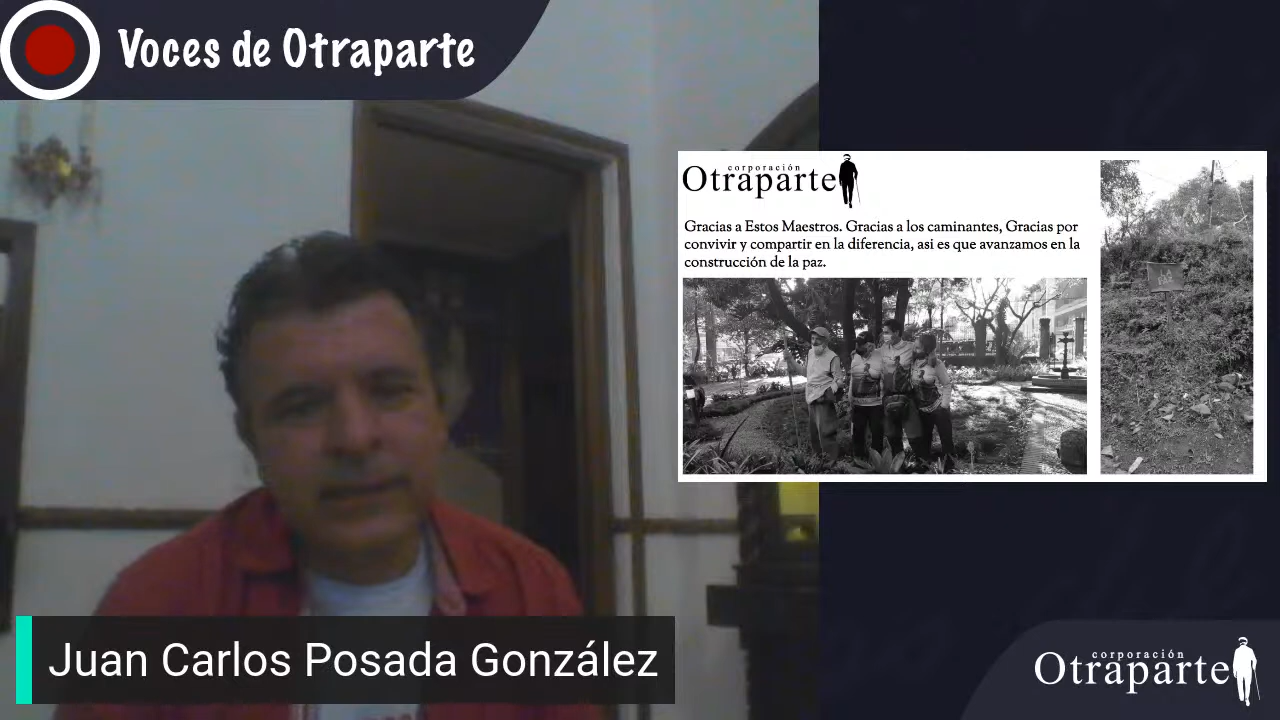 Voces de Otraparte
corporación
Otraparte
Gracias a Estos Maestros. Gracias a los caminantes, Gracias por
convivir y compartir en la diferencia, asi es que avanzamos en la
construcción de la paz.
Juan Carlos Posada González
corporación
Otraparte